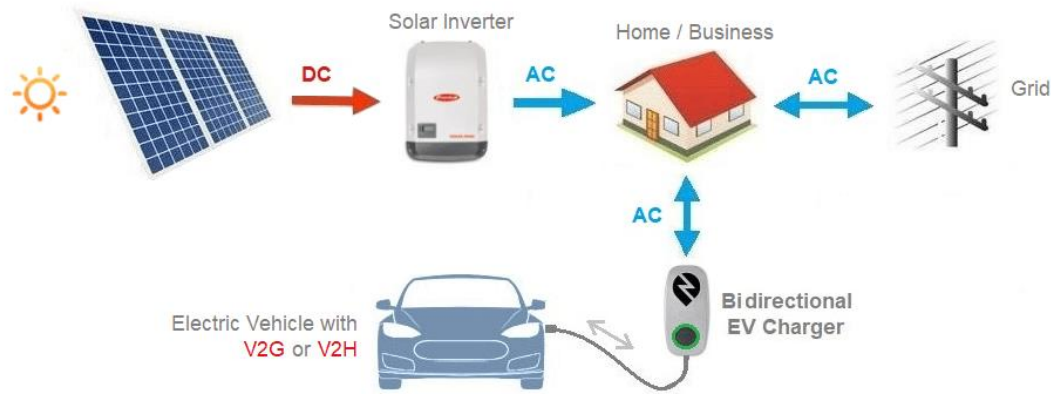 Solar Inverter
Home / Business
DC
AC
AC
Grid
AC
Electric Vehicle with
V2G or V2H
Bidirectional
EV Charger